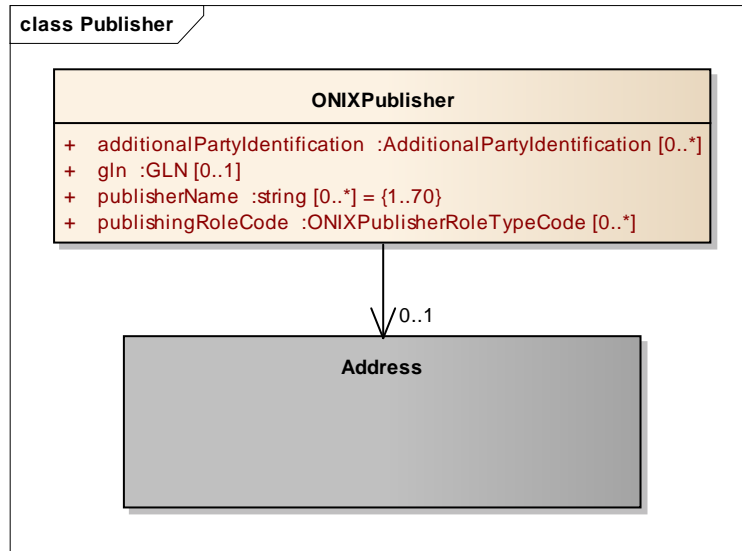 class Publisher
ONIXPublisher
+ additionalPartyIdentification :AdditionalPartyIdentification [0..*]
+ gln :GLN [0..1]
+ publisherName :string [0..*] = {1..70}
+ publishingRoleCode :ONIXPublisherRoleTypeCode [0..*]
0..1
Address